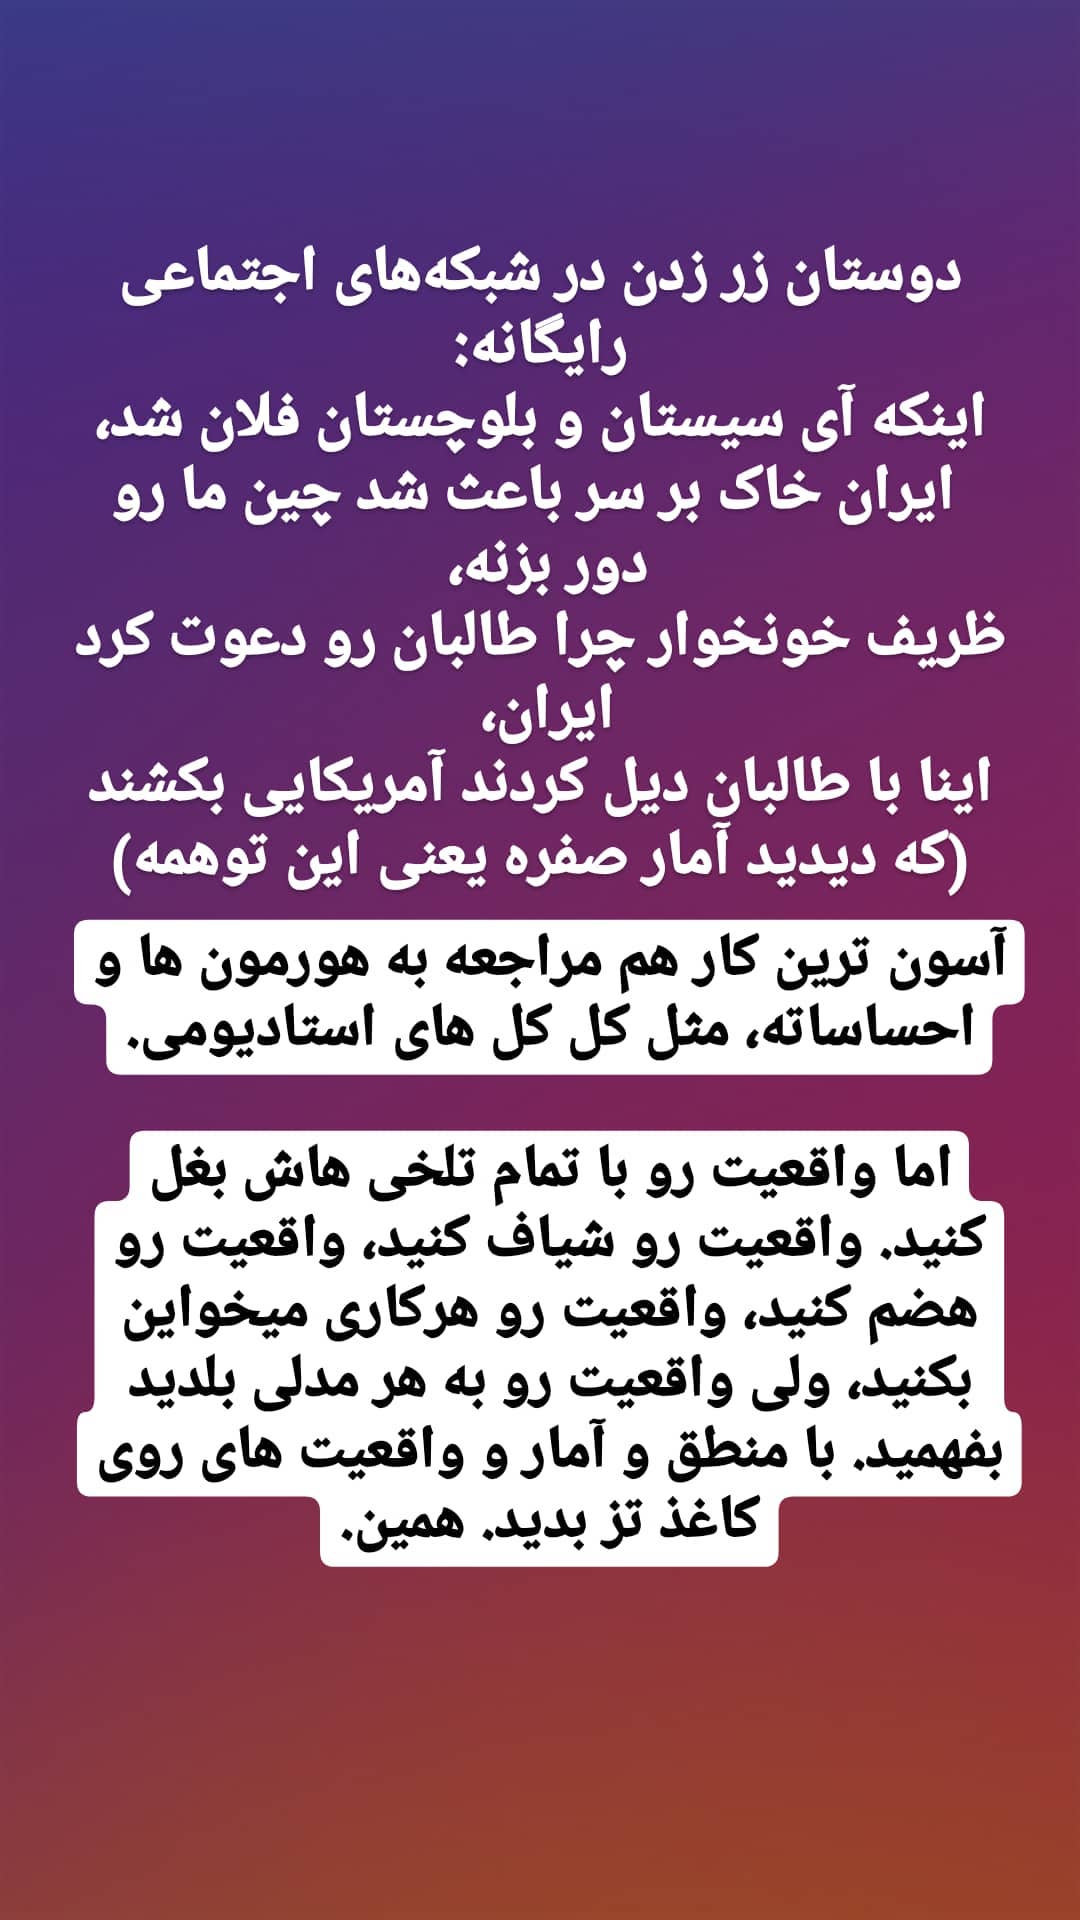 دوستان زر زدن در شبکه‌های اجتماعی
رایگانه:
اینکه آی سیستان و بلوچستان فلان شد،
ایران خاک بر سر باعث شد چین ما رو
دور بزنه،
ظریف خونخوار چرا طالبان رو دعوت کرد
ایران،
اینا با طالبان دیل کردند آمریکایی بکشند
(که دیدید آمار صفره یعنی این توهمه)
آسون ترین کار هم مراجعه به هورمون ها و
احساساته، مثل کل کل های استادیومی.
اما واقعیت رو با تمام تلخی هاش بغل
کنید. واقعیت رو شیاف کنید، واقعیت رو
هضم کنید، واقعیت رو هرکاری میخواین
بکنید، ولی واقعیت رو به هر مدلی بلدید
بفهمید. با منطق و آمار و واقعیت های روی
کاغذ تز بدید. همین.